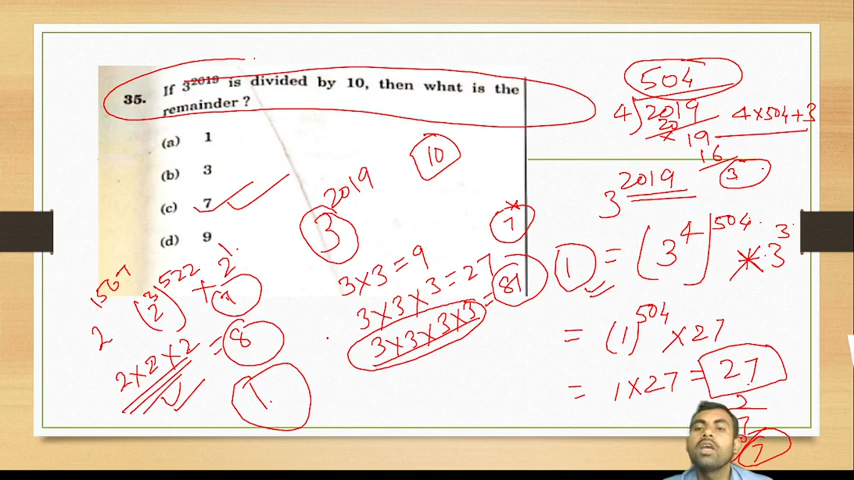 35. If 3^2019 is divided by 10, then what is the
remainder ?
(a) 1
(b) 3
(c) 7
(d) 9
3^2019
10
7
3×3=9
3×3×3=27
3×3×3×3=81
2×2×2=8
504
4)2019
20
19
16
3
4×504+3
3^2019
1 = (3^4)^504 * 3^3
= (1)^504 ×27
= 1×27 = 27
7